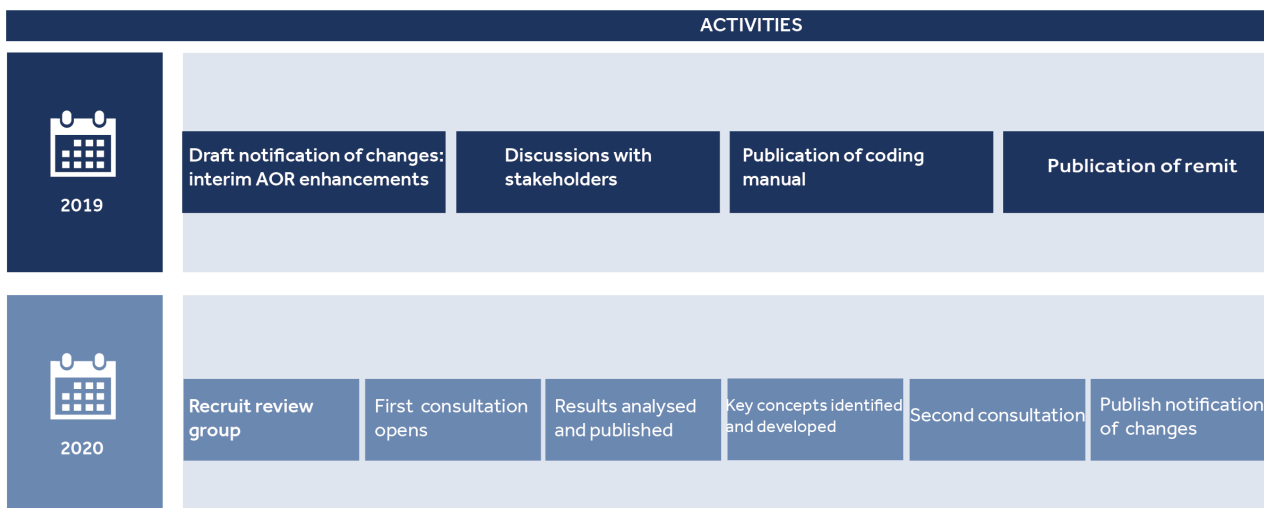 ACTIVITIES
2019
Draft notification of changes:
interim AOR enhancements
Discussions with
stakeholders
Publication of coding
manual
Publication of remit
2020
Recruit review
group
First consultation
opens
Results analysed
and published
Key concepts identified
and developed
Second consultation
Publish notification
of changes